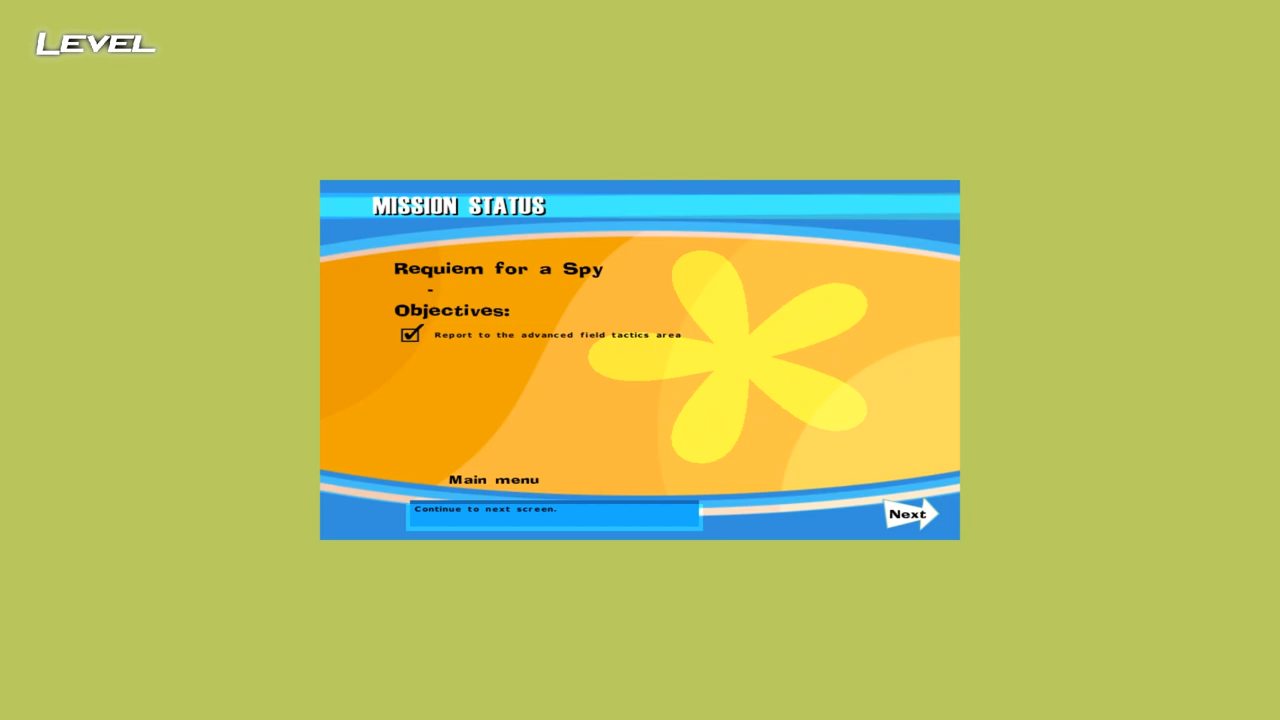 LEVEL
MISSION STATUS
Requiem for a Spy
-
Objectives:
Report to the advanced field tactics area
Main menu
Continue to next screen.
Next